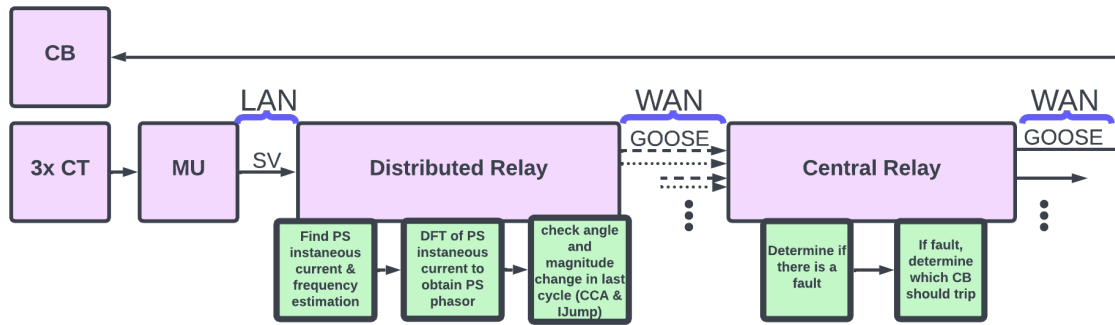 CB
LAN
WAN
WAN
3x CT
MU
SV
Distributed Relay
GOOSE
Central Relay
GOOSE
Find PS
instaneous
current &
frequency
estimation
DFT of PS
instaneous
current to
obtain PS
phasor
check angle
and
magnitude
change in last
cycle (CCA &
IJump)
Determine if
there is a
fault
If fault,
determine
which CB
should trip